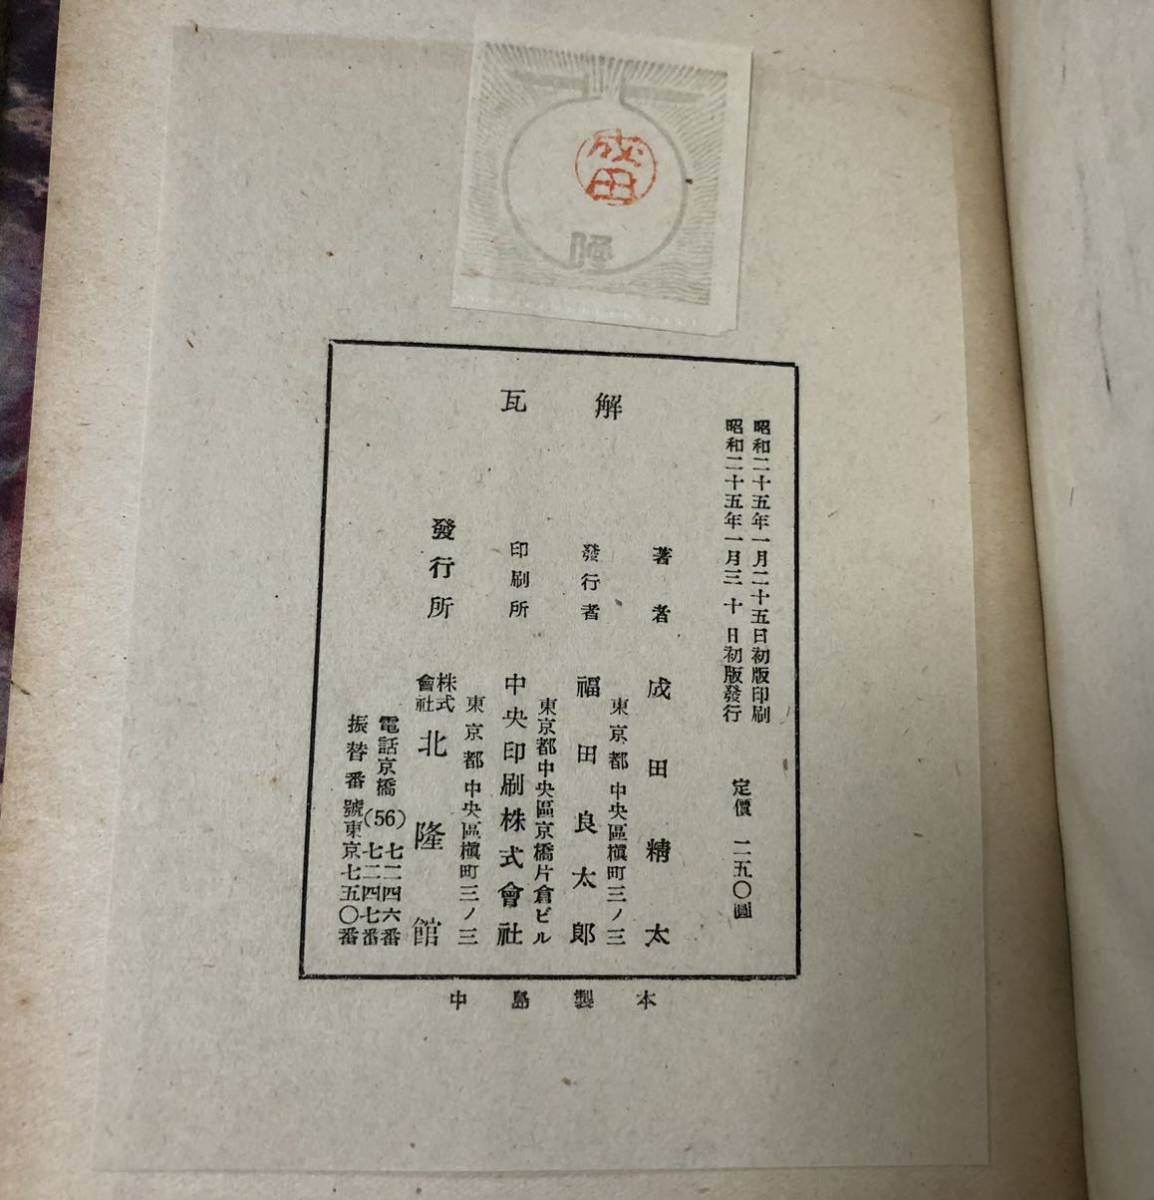 成田
隆
瓦解
昭和二十五年一月二十五日初版印刷
昭和二十五年一月三十日初版發行
定價 二五〇圓
著者 成田精太
東京都中央區槇町三ノ三
發行者 福田良太郎
東京都中央區京橋片倉ビル
印刷所 中央印刷株式會社
東京都中央區槇町三ノ三
發行所 株式會社 北隆館
電話京橋(56)七二四六番
七二四七番
振替番號東京七五〇番
中島製本